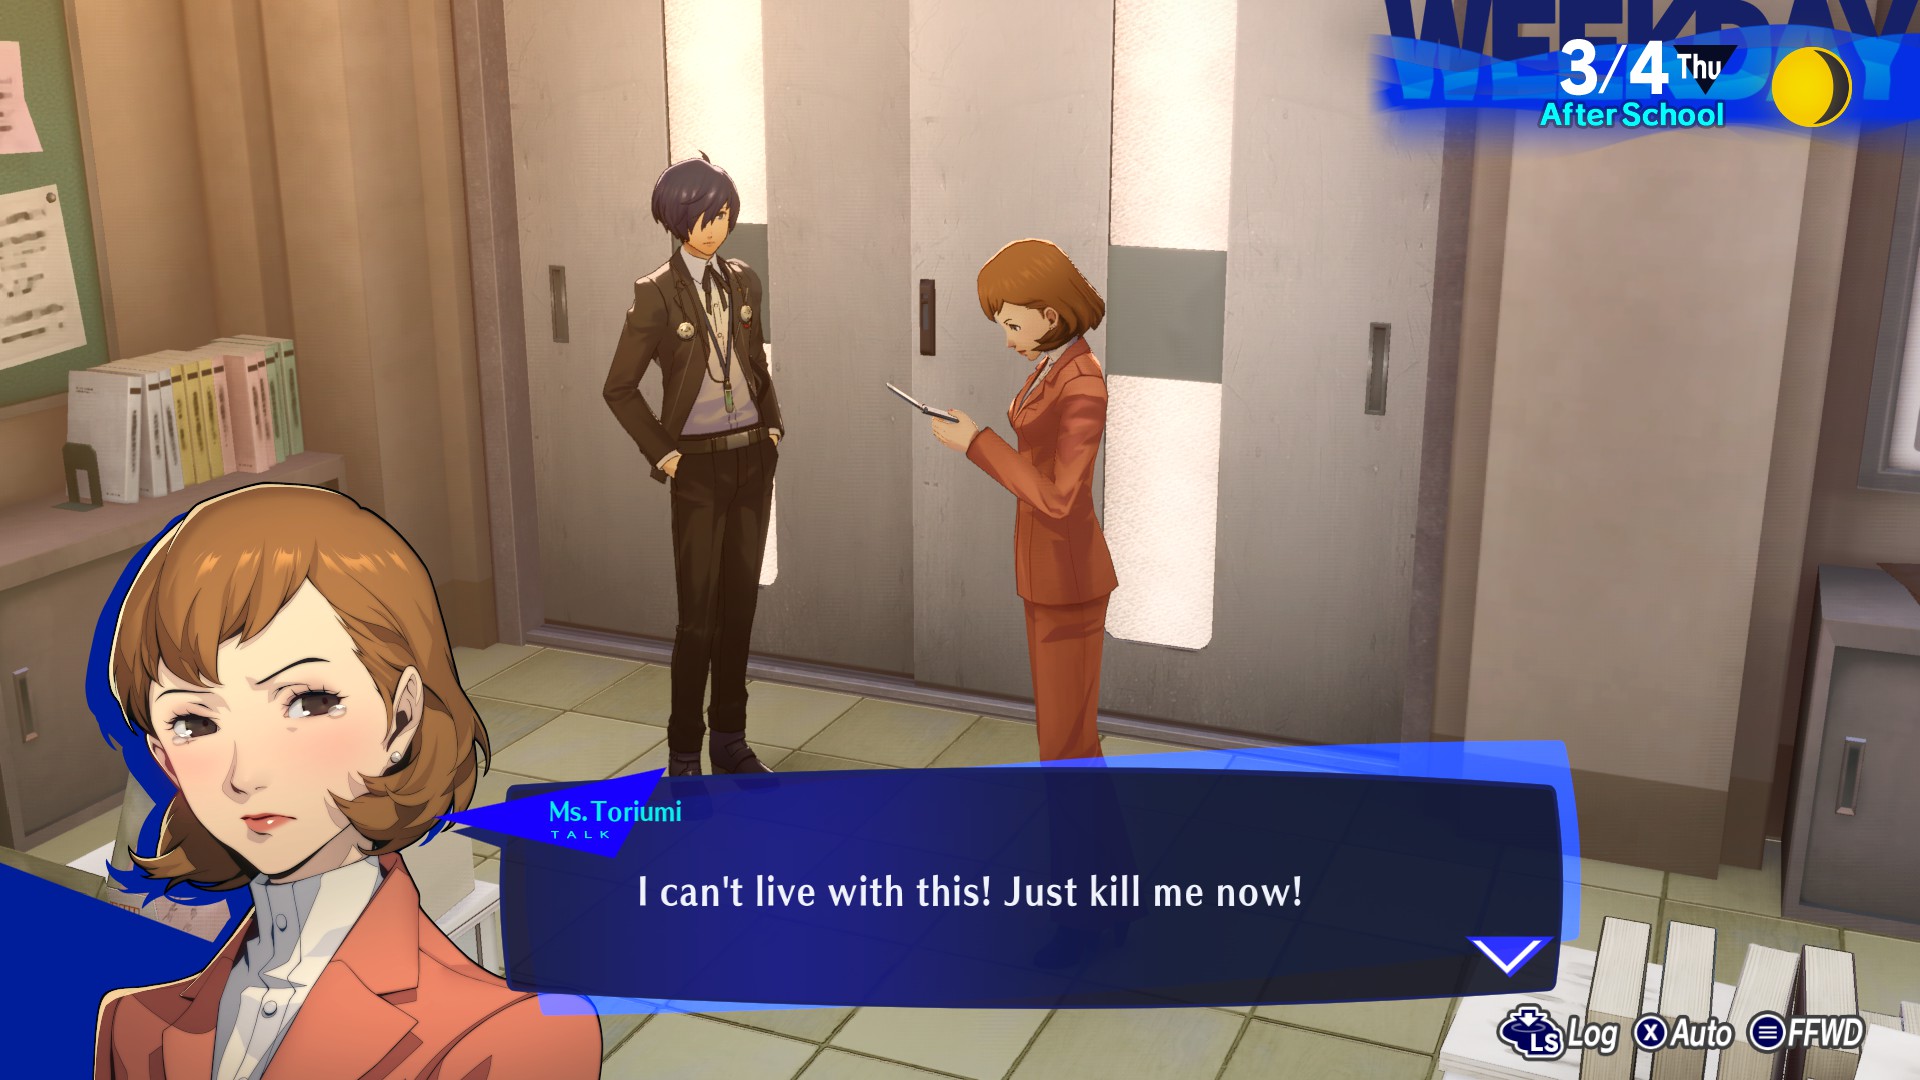 WEEKDAY
3/4 Thu
After School
Ms.Toriumi
TALK
I can't live with this! Just kill me now!
LS Log X Auto FFWD